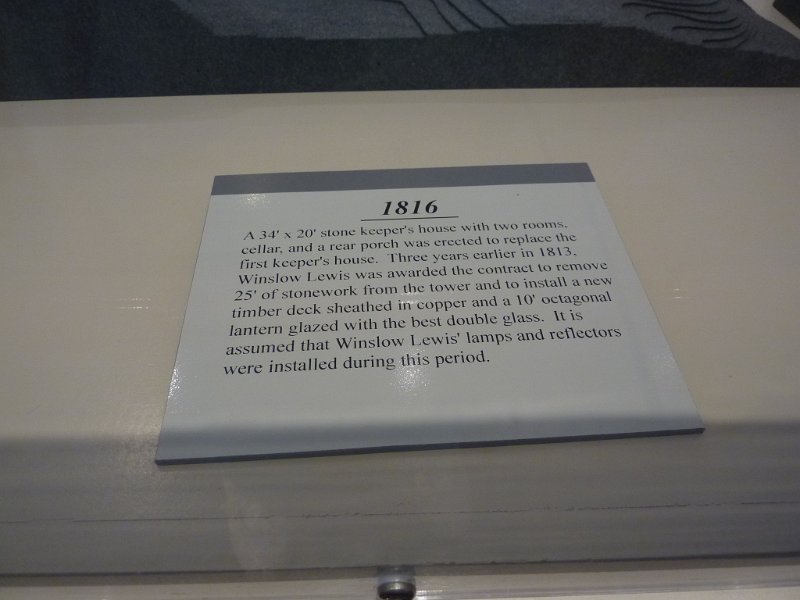 1816
A 34' x 20' stone keeper's house with two rooms,
cellar, and a rear porch was erected to replace the
first keeper's house. Three years earlier in 1813,
Winslow Lewis was awarded the contract to remove
25' of stonework from the tower and to install a new
timber deck sheathed in copper and a 10' octagonal
lantern glazed with the best double glass. It is
assumed that Winslow Lewis' lamps and reflectors
were installed during this period.